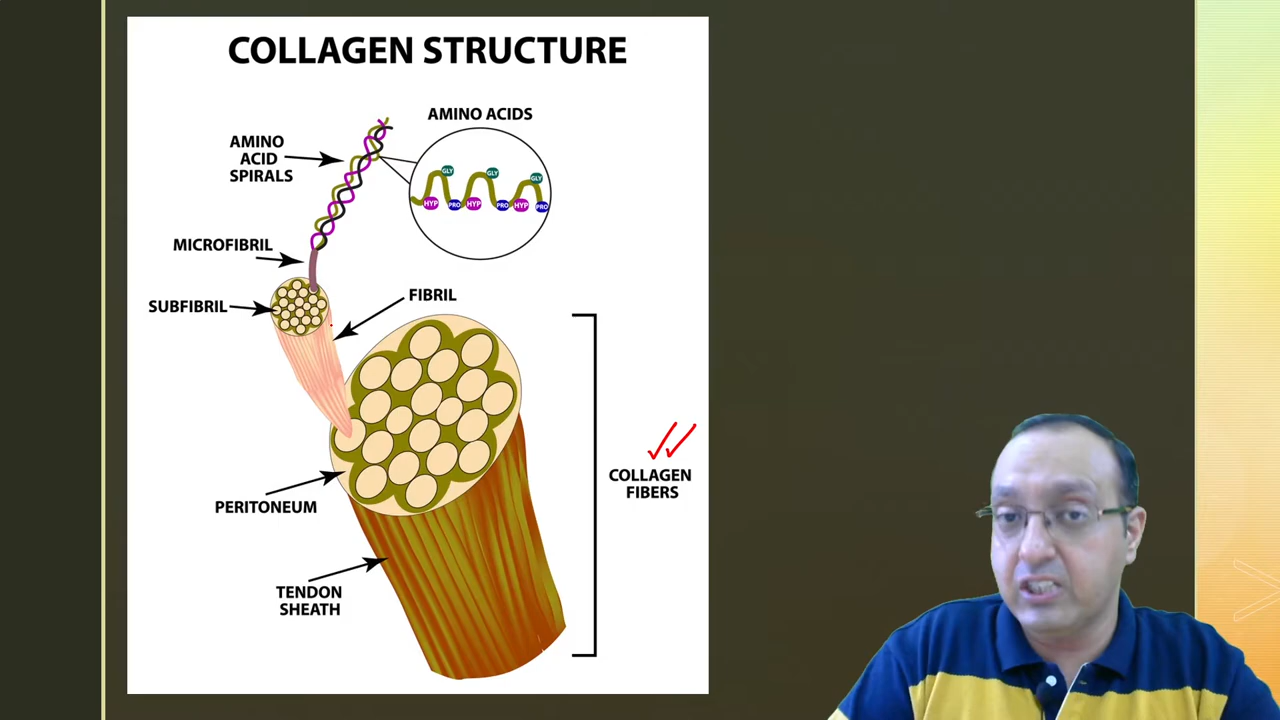 COLLAGEN STRUCTURE
AMINO ACIDS
AMINO
ACID
SPIRALS
GLY GLY GLY
HYP PRO HYP PRO HYP PRO
MICROFIBRIL
SUBFIBRIL
FIBRIL
COLLAGEN
FIBERS
PERITONEUM
TENDON
SHEATH